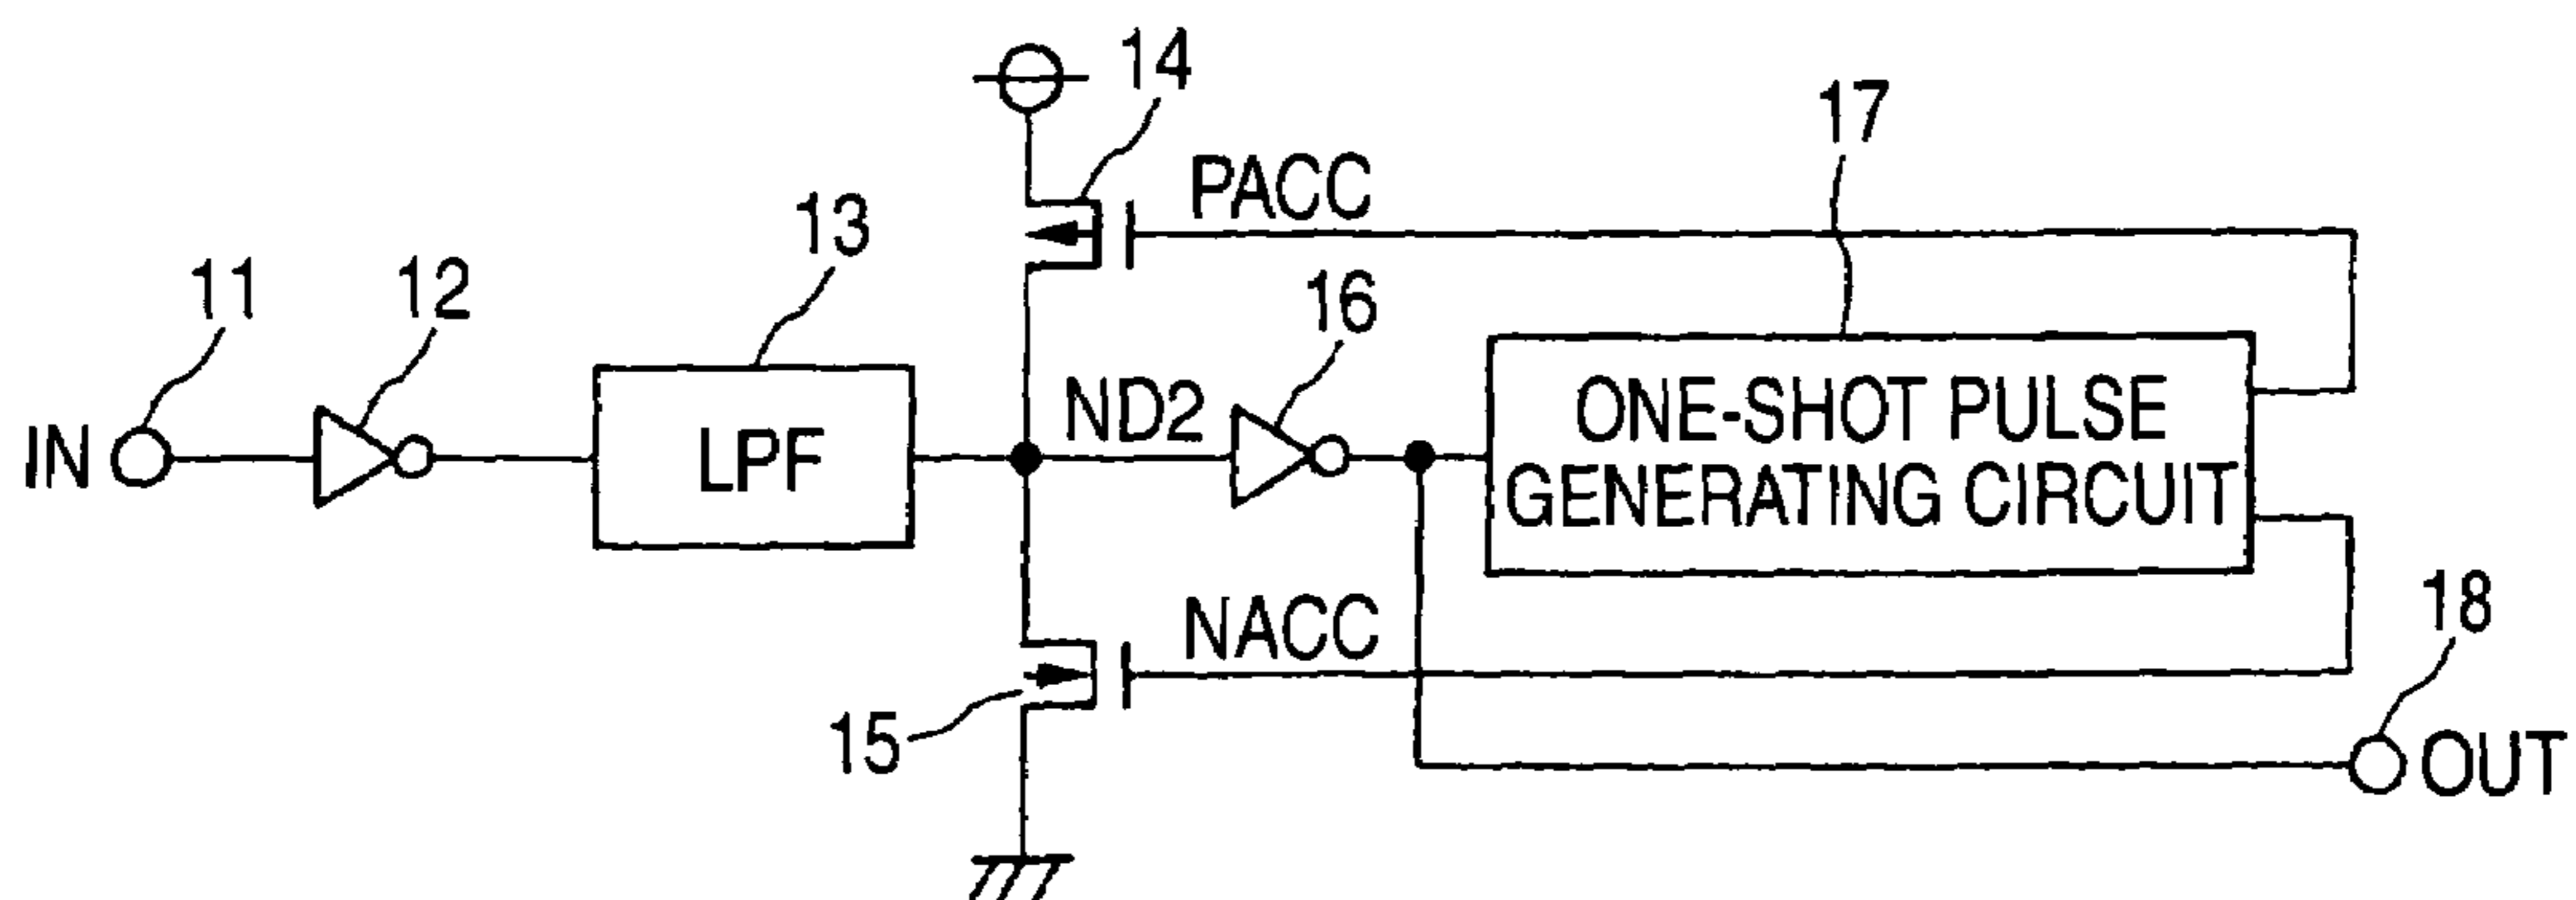 14
17
PACC
13
11
12
16
IN
LPF
ND2
ONE-SHOT PULSE
GENERATING CIRCUIT
NACC
18
15
OUT